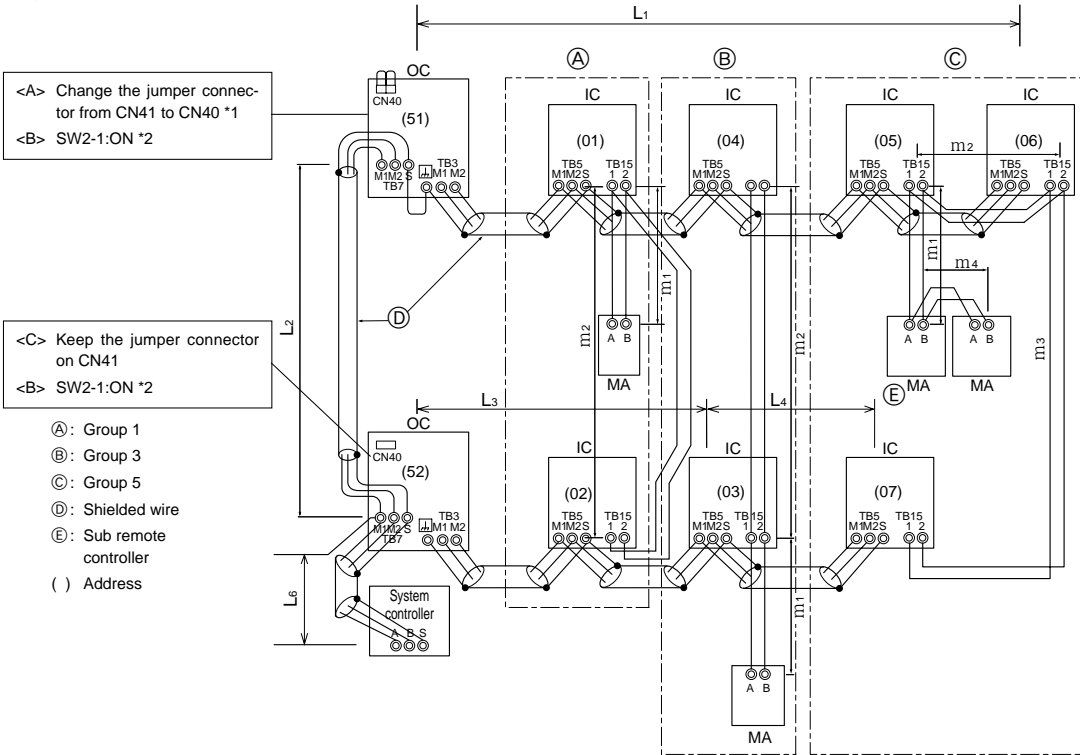 L1
<A> Change the jumper connec-
tor from CN41 to CN40 *1
<B> SW2-1:ON *2
OC
CN40
(51)
M1M2 S
TB7
TB3
M1 M2
Ⓐ
IC
(01)
TB5
M1M2S
TB15
1 2
Ⓑ
IC
(04)
TB5
M1M2S
Ⓒ
IC
(05)
TB5
M1M2S
TB15
1 2
m2
IC
(06)
TB5
M1M2S
TB15
1 2
L2
Ⓓ
m2
m1
A B
MA
m2
m1
m4
A B
MA
A B
MA
Ⓔ
m3
<C> Keep the jumper connector
on CN41
<B> SW2-1:ON *2
L3
L4
OC
CN40
(52)
M1M2 S
TB7
TB3
M1 M2
IC
(02)
TB5
M1M2S
TB15
1 2
IC
(03)
TB5
M1M2S
TB15
1 2
IC
(07)
TB5
M1M2S
TB15
1 2
Ⓐ: Group 1
Ⓑ: Group 3
Ⓒ: Group 5
Ⓓ: Shielded wire
Ⓔ: Sub remote
controller
( ) Address
L6
System
controller
A B S
m1
A B
MA